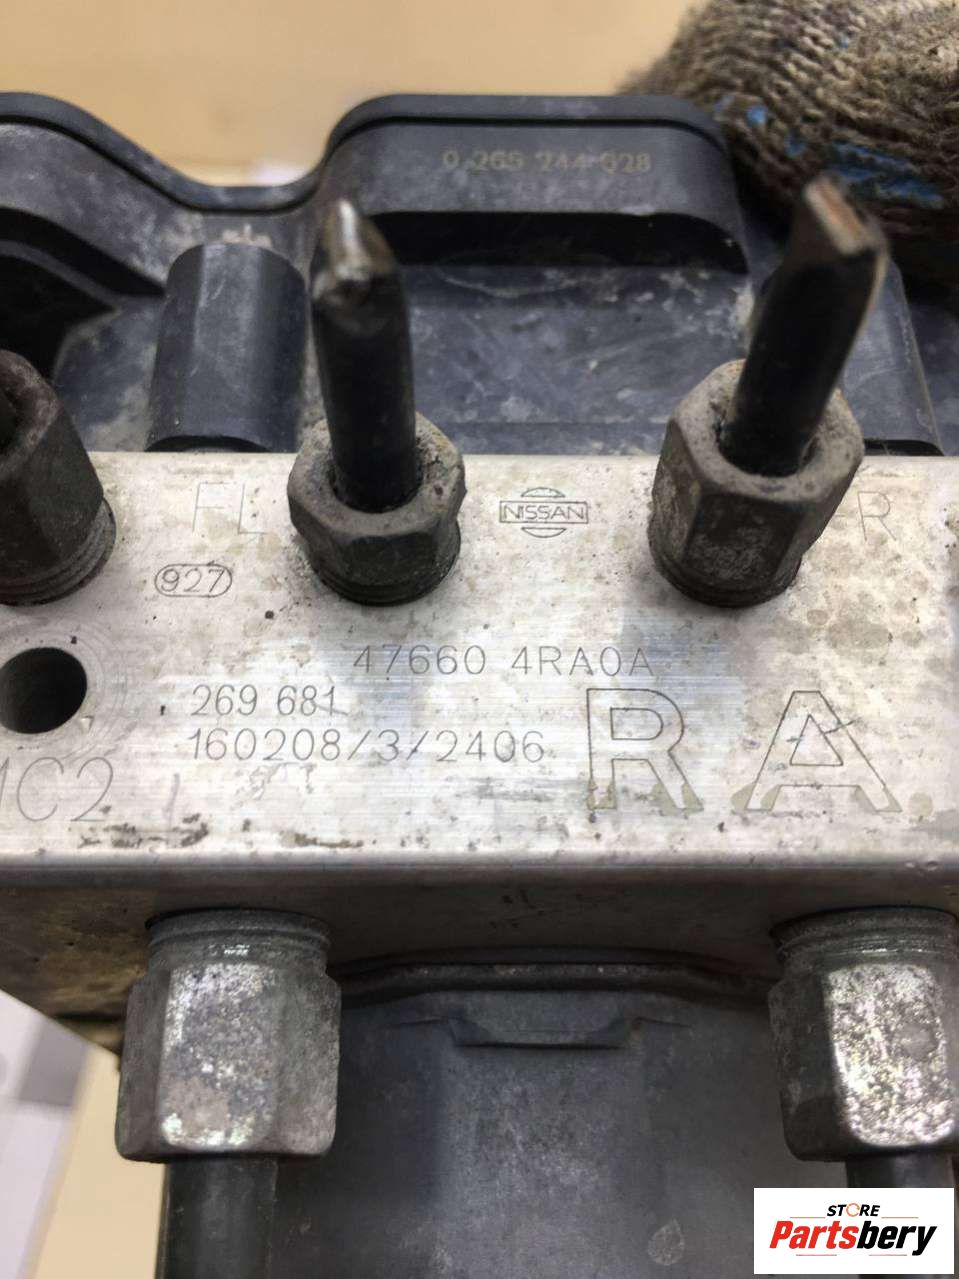 0 265 244 028
FL
NISSAN
R
927
47660 4RA0A
269 681
160208/3/2406
RA
MC2
STORE
Partsbery